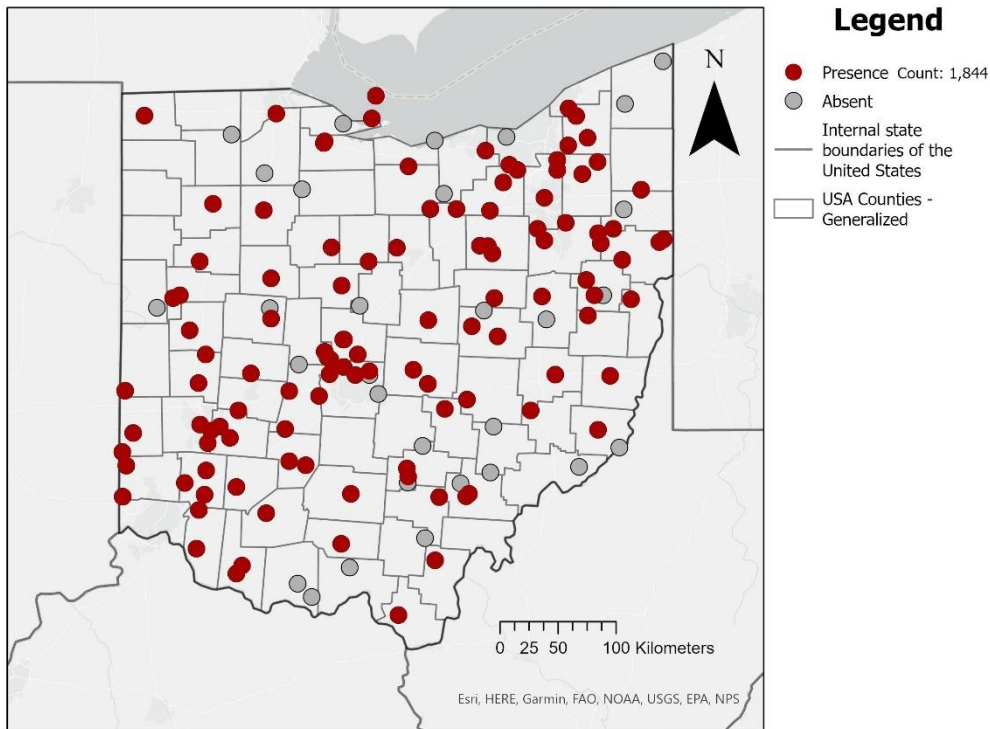 Legend
N
Presence Count: 1,844
Absent
Internal state
boundaries of the
United States
USA Counties -
Generalized
0 25 50 100 Kilometers
Esri, HERE, Garmin, FAO, NOAA, USGS, EPA, NPS